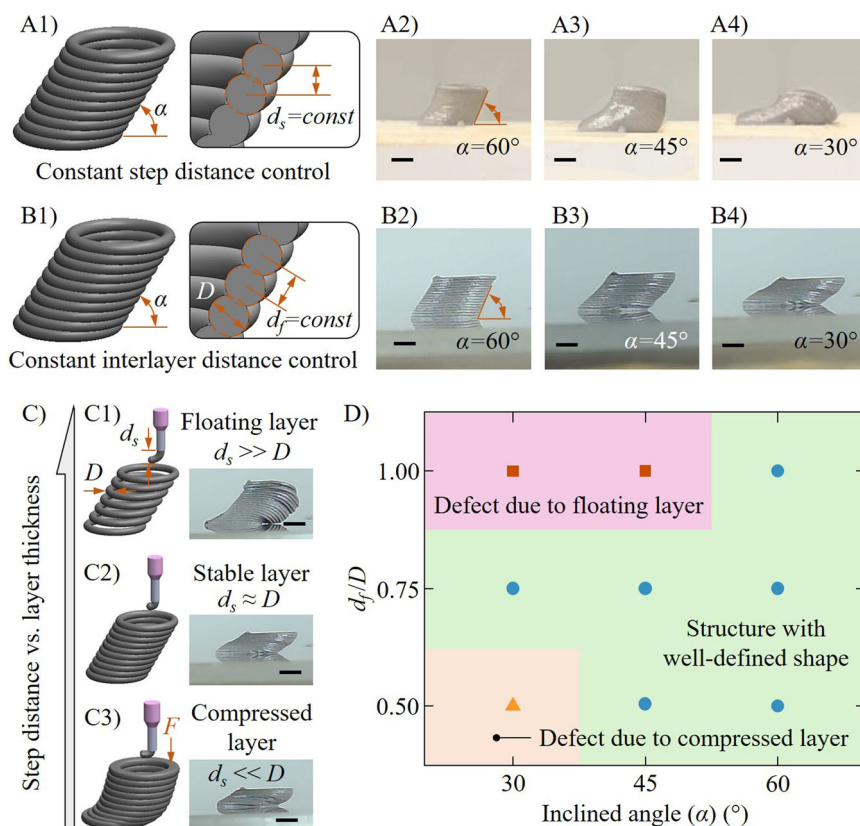 A1)
α
d_s=const
Constant step distance control
A2)
α=60°
A3)
α=45°
A4)
α=30°
B1)
α
D
d_f=const
Constant interlayer distance control
B2)
α=60°
B3)
α=45°
B4)
α=30°
C)
Step distance vs. layer thickness
C1)
Floating layer
d_s >> D
d_s
D
C2)
Stable layer
d_s ≈ D
C3)
Compressed
layer
d_s << D
F
D)
d_f/D
1.00
0.75
0.50
Defect due to floating layer
Structure with
well-defined shape
Defect due to compressed layer
30
45
60
Inclined angle (α) (°)